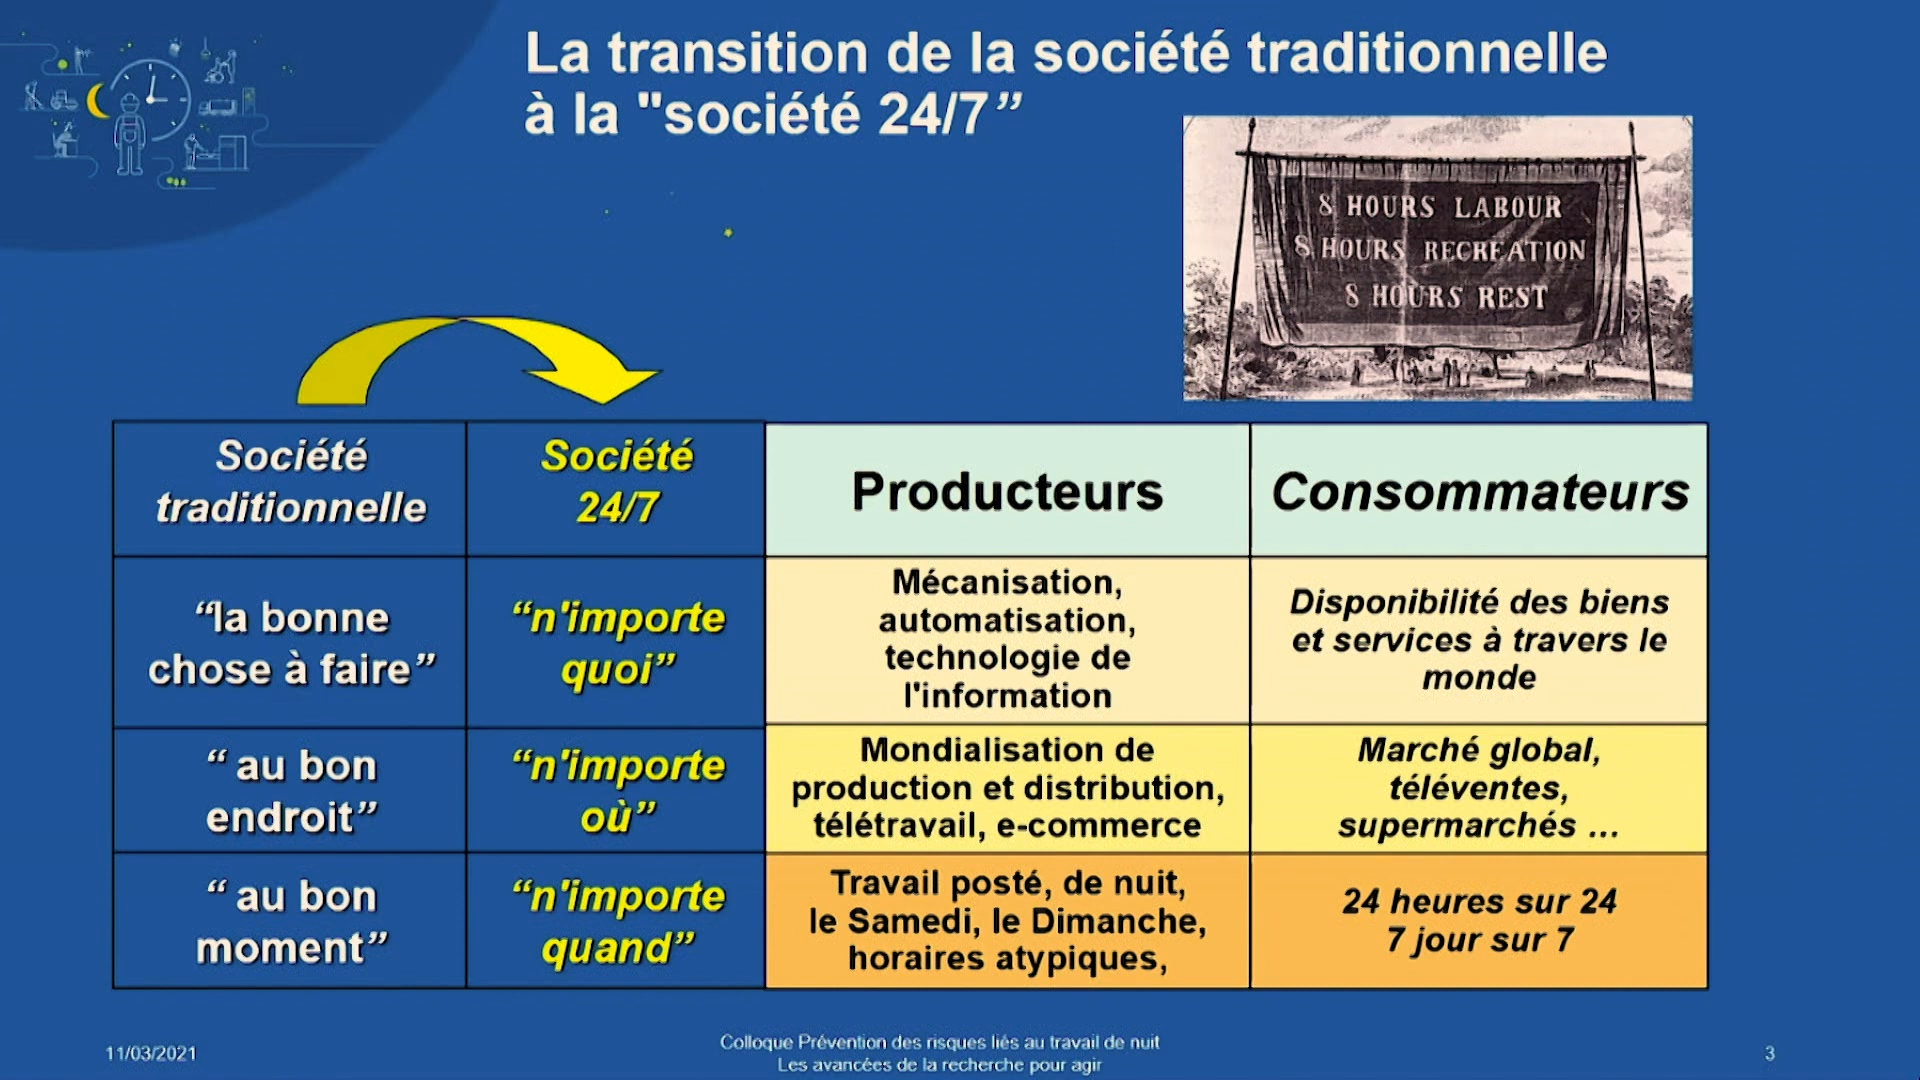 La transition de la société traditionnelle
à la "société 24/7”
8 HOURS LABOUR
8 HOURS RECREATION
8 HOURS REST
Société
traditionnelle
Société
24/7
Producteurs
Consommateurs
“la bonne
chose à faire”
“n'importe
quoi”
Mécanisation,
automatisation,
technologie de
l'information
Disponibilité des biens
et services à travers le
monde
“ au bon
endroit”
“n'importe
où”
Mondialisation de
production et distribution,
télétravail, e-commerce
Marché global,
téléventes,
supermarchés ...
“ au bon
moment”
“n'importe
quand”
Travail posté, de nuit,
le Samedi, le Dimanche,
horaires atypiques,
24 heures sur 24
7 jour sur 7
11/03/2021
Colloque Prévention des risques liés au travail de nuit
Les avancées de la recherche pour agir
3